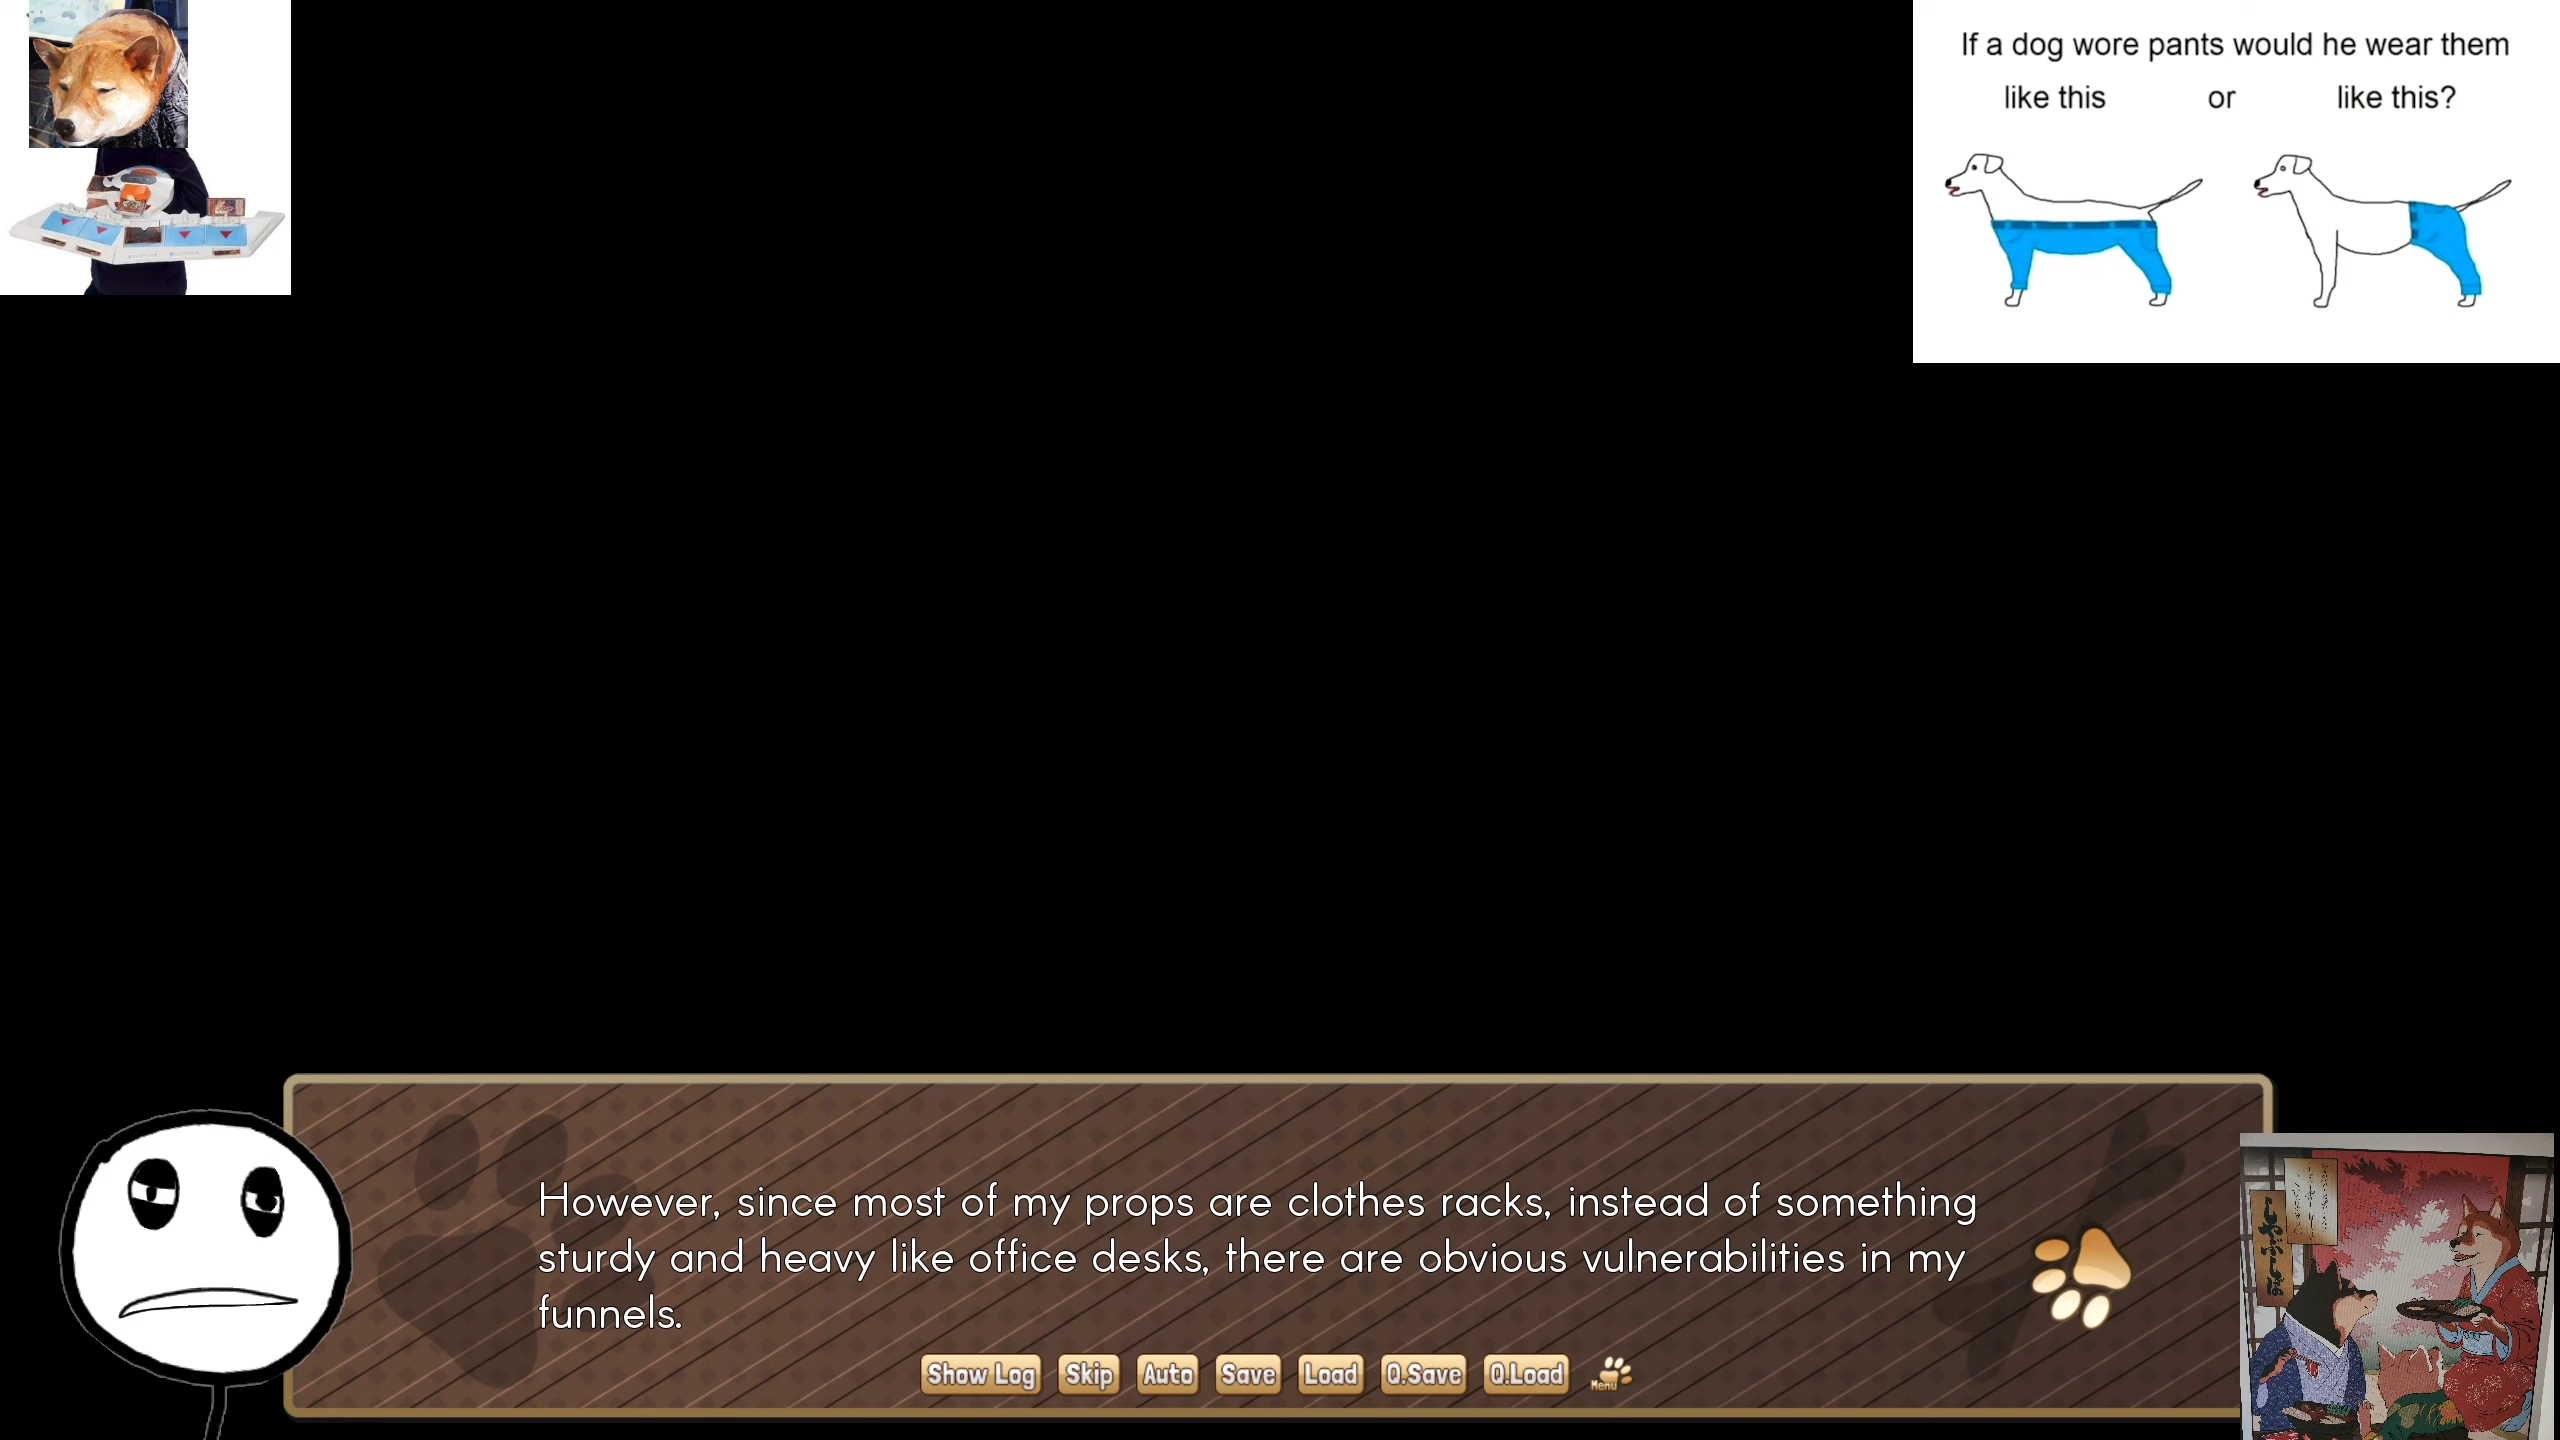 If a dog wore pants would he wear them
like this or like this?
However, since most of my props are clothes racks, instead of something
sturdy and heavy like office desks, there are obvious vulnerabilities in my
funnels.
Show Log Skip Auto Save Load Q.Save Q.Load Menu